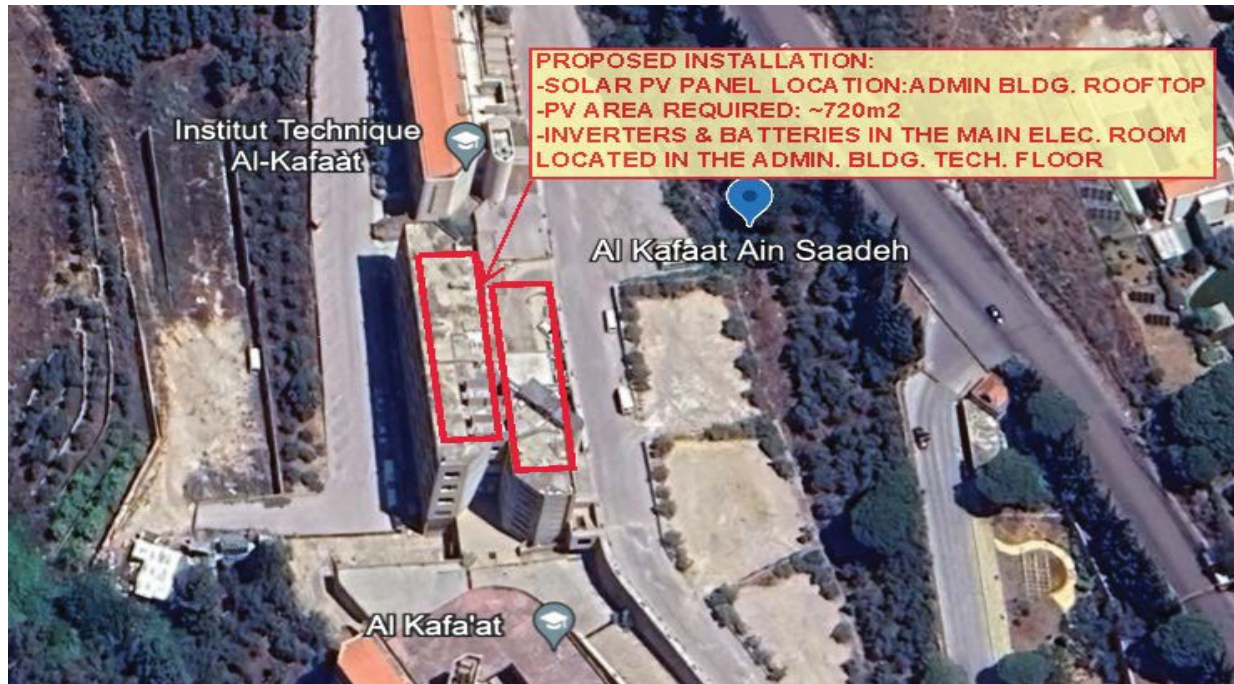 PROPOSED INSTALLATION:
-SOLAR PV PANEL LOCATION:ADMIN BLDG. ROOFTOP
-PV AREA REQUIRED: ~720m2
-INVERTERS & BATTERIES IN THE MAIN ELEC. ROOM
LOCATED IN THE ADMIN. BLDG. TECH. FLOOR
Institut Technique
Al-Kafaàt
Al Kafaat Ain Saadeh
Al Kafa'at